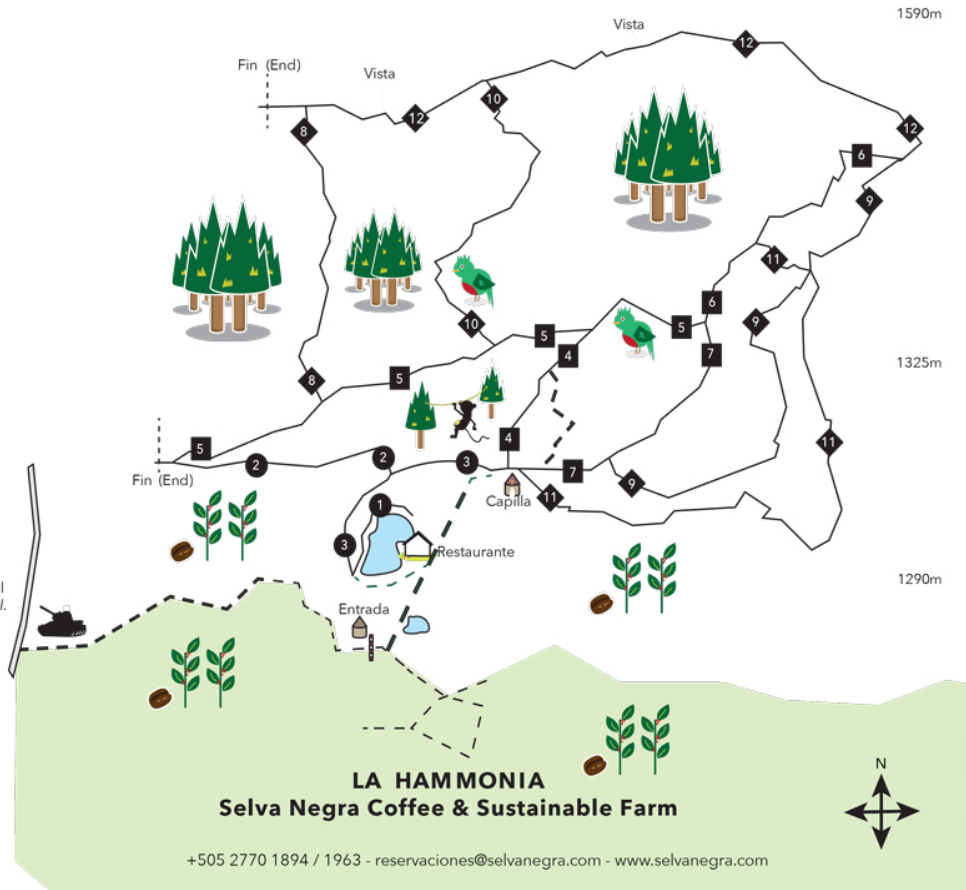 1590m
Vista
12
Fin (End)
Vista
10
12
8
12
6
9
11
6
10
9
5
5
4
7
1325m
8
5
11
4
5
2
2
3
7
9
Fin (End)
Capilla
11
1
3
Restaurante
1290m
l
l.
Entrada
LA HAMMONIA
Selva Negra Coffee & Sustainable Farm
N
+505 2770 1894 / 1963 - reservaciones@selvanegra.com - www.selvanegra.com